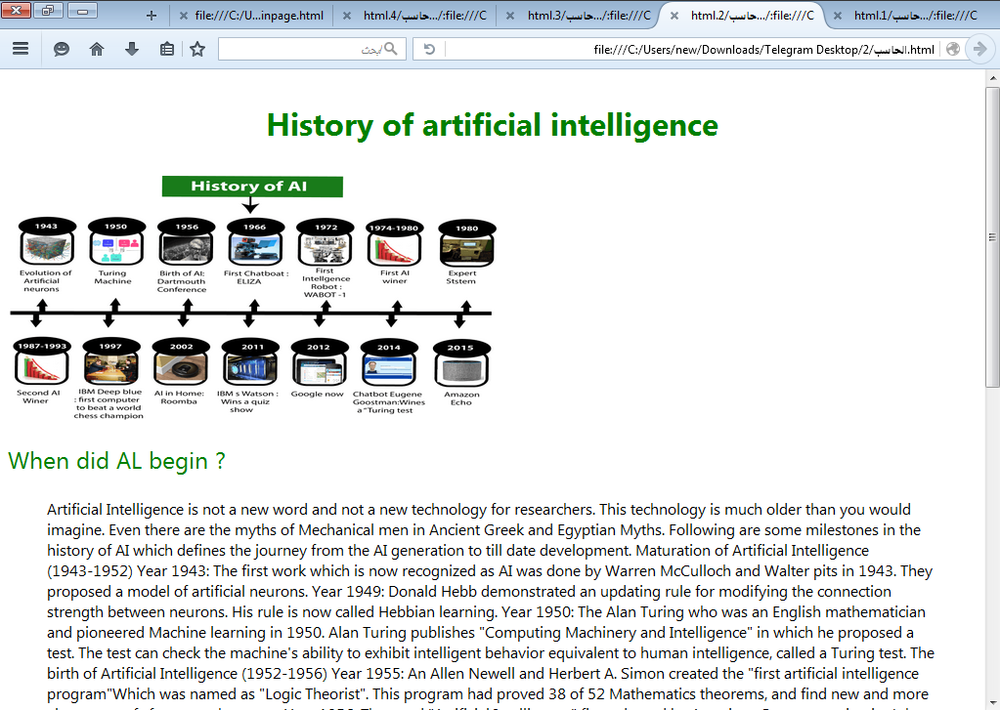 file:///C:/U...inpage.html
html.4/حاسب.../:file:///C
html.3/حاسب.../:file:///C
html.2/حاسب.../:file:///C
html.1/حاسب.../:file:///C
ابحث
file:///C:/Users/new/Downloads/Telegram Desktop/2/الحاسب.html
History of artificial intelligence
History of AI
1943 1950 1956 1966 1972 1974-1980 1980
Evolution of Artificial neurons
Turing Machine
Birth of AI: Dartmouth Conference
First Chatboat : ELIZA
First Intellgence Robot : WABOT -1
First AI winer
Expert Ststem
1987-1993 1997 2002 2011 2012 2014 2015
Second AI Winer
IBM Deep blue : first computer to beat a world chess champion
AI in Home: Roomba
IBM s Watson : Wins a quiz show
Google now
Chatbot Eugene Goostman:Wines a "Turing test
Amazon Echo
When did AL begin ?
Artificial Intelligence is not a new word and not a new technology for researchers. This technology is much older than you would
imagine. Even there are the myths of Mechanical men in Ancient Greek and Egyptian Myths. Following are some milestones in the
history of AI which defines the journey from the AI generation to till date development. Maturation of Artificial Intelligence
(1943-1952) Year 1943: The first work which is now recognized as AI was done by Warren McCulloch and Walter pits in 1943. They
proposed a model of artificial neurons. Year 1949: Donald Hebb demonstrated an updating rule for modifying the connection
strength between neurons. His rule is now called Hebbian learning. Year 1950: The Alan Turing who was an English mathematician
and pioneered Machine learning in 1950. Alan Turing publishes "Computing Machinery and Intelligence" in which he proposed a
test. The test can check the machine's ability to exhibit intelligent behavior equivalent to human intelligence, called a Turing test. The
birth of Artificial Intelligence (1952-1956) Year 1955: An Allen Newell and Herbert A. Simon created the "first artificial intelligence
program"Which was named as "Logic Theorist". This program had proved 38 of 52 Mathematics theorems, and find new and more